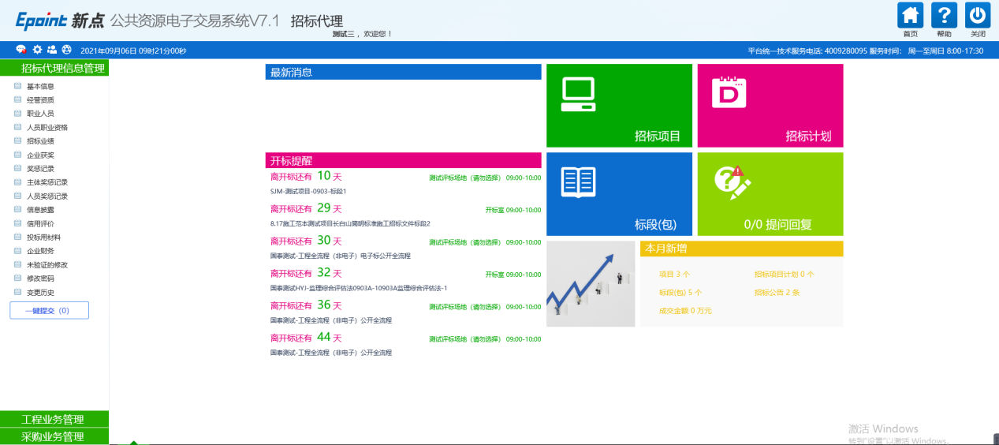 Epoint 新点 公共资源电子交易系统V7.1 招标代理
测试三 ，欢迎您！
首页 帮助 关闭
2021年09月06日 09时21分00秒
平台统一技术服务电话: 4009280095 服务时间： 周一至周日 8:00-17:30
招标代理信息管理
基本信息
经营资质
职业人员
人员职业资格
招标业绩
企业获奖
奖惩记录
主体奖惩记录
人员奖惩记录
信息披露
信用评价
投标用材料
企业财务
未验证的修改
修改密码
变更历史
一键提交（0）
工程业务管理
采购业务管理
最新消息
开标提醒
离开标还有 10 天 测试评标场地（请勿选择） 09:00-10:00
SJM-测试项目-0903-标段1
离开标还有 29 天 开标室 09:00-10:00
8.17施工范本测试项目长白山简明标准施工招标文件标段2
离开标还有 30 天 测试评标场地（请勿选择） 09:00-10:00
国泰测试-工程全流程（非电子）电子标公开全流程
离开标还有 32 天 开标室 09:00-10:00
国泰测试HYJ-监理综合评估法0903A-10903A监理综合评估法-1
离开标还有 36 天 测试评标场地（请勿选择） 09:00-10:00
国泰测试-工程全流程（非电子）公开全流程
离开标还有 44 天 测试评标场地（请勿选择） 09:00-10:00
国泰测试-工程全流程（非电子）公开全流程
招标项目
D
招标计划
标段(包)
0/0 提问回复
本月新增
项目 3 个 招标项目计划 0 个
标段(包) 5 个 招标公告 2 条
成交金额 0 万元
激活 Windows
转到"设置"以激活 Windows。